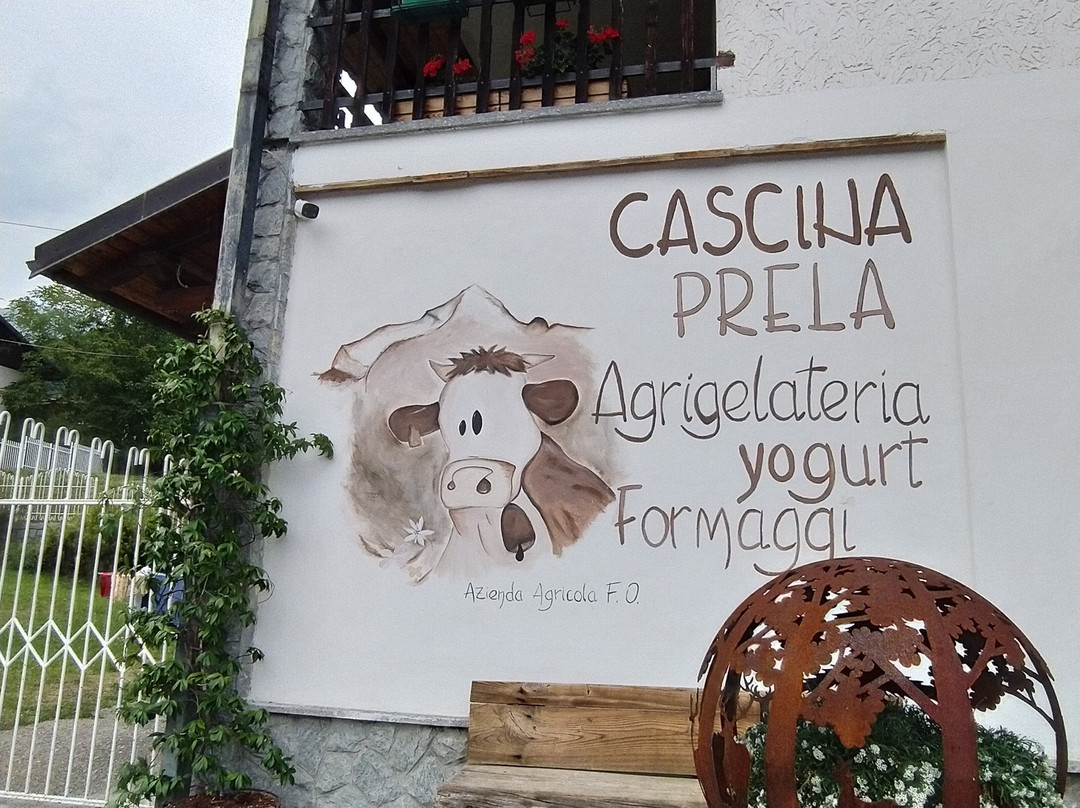 CASCINA
PRELA
Agrigelateria
yogurt
Formaggi
Azienda Agricola F. O.